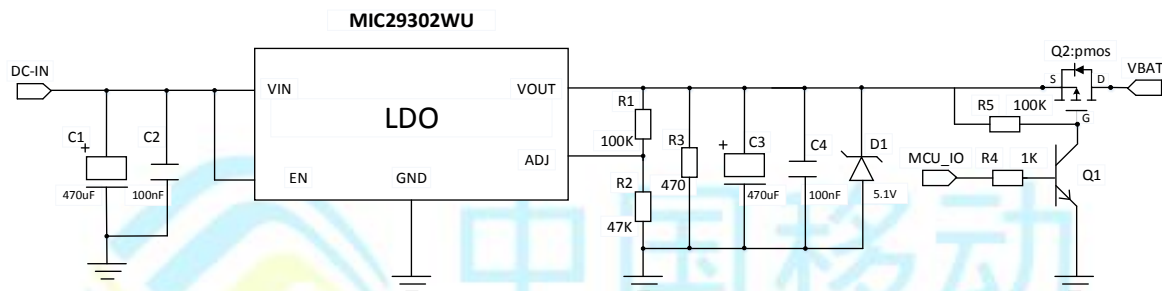 MIC29302WU
Q2:pmos
DC-IN
VIN
VOUT
LDO
ADJ
EN
GND
C1
+
470uF
C2
100nF
R1
100K
R2
47K
R3
470
+
C3
470uF
C4
100nF
D1
5.1V
S
D
G
VBAT
R5
100K
MCU_IO
R4
1K
Q1
中国移动